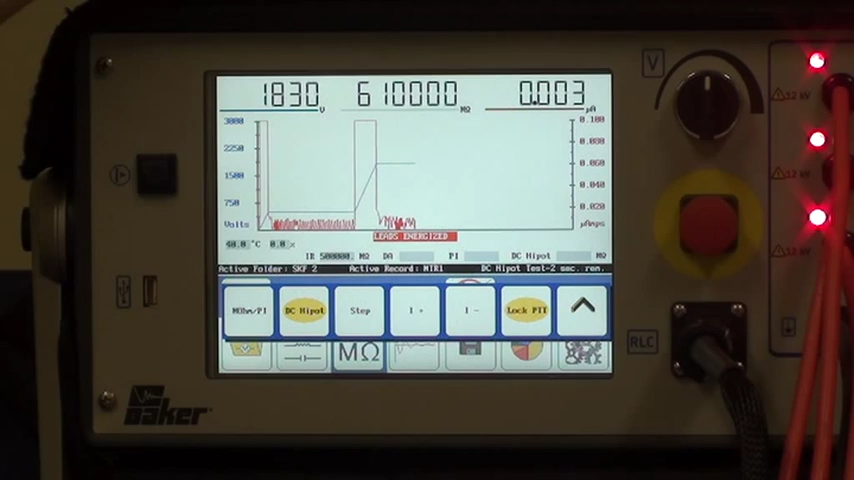 1830 V 610000 MΩ 0.003 µA
3000 0.100
2250 0.080
1500 0.060
0.040
750 0.020
Volts µAmps
LEADS ENERGIZED
40.0 °C 0.0 x
IR 500000. MΩ DA PI DC Hipot MΩ
Active Folder: SKF 2 Active Record: MTR1 DC Hipot Test-2 sec. rem.
MOhm/PI DC Hipot Step I + I - Lock PTT
MΩ
V
12 kV
12 kV
12 kV
RLC
Baker